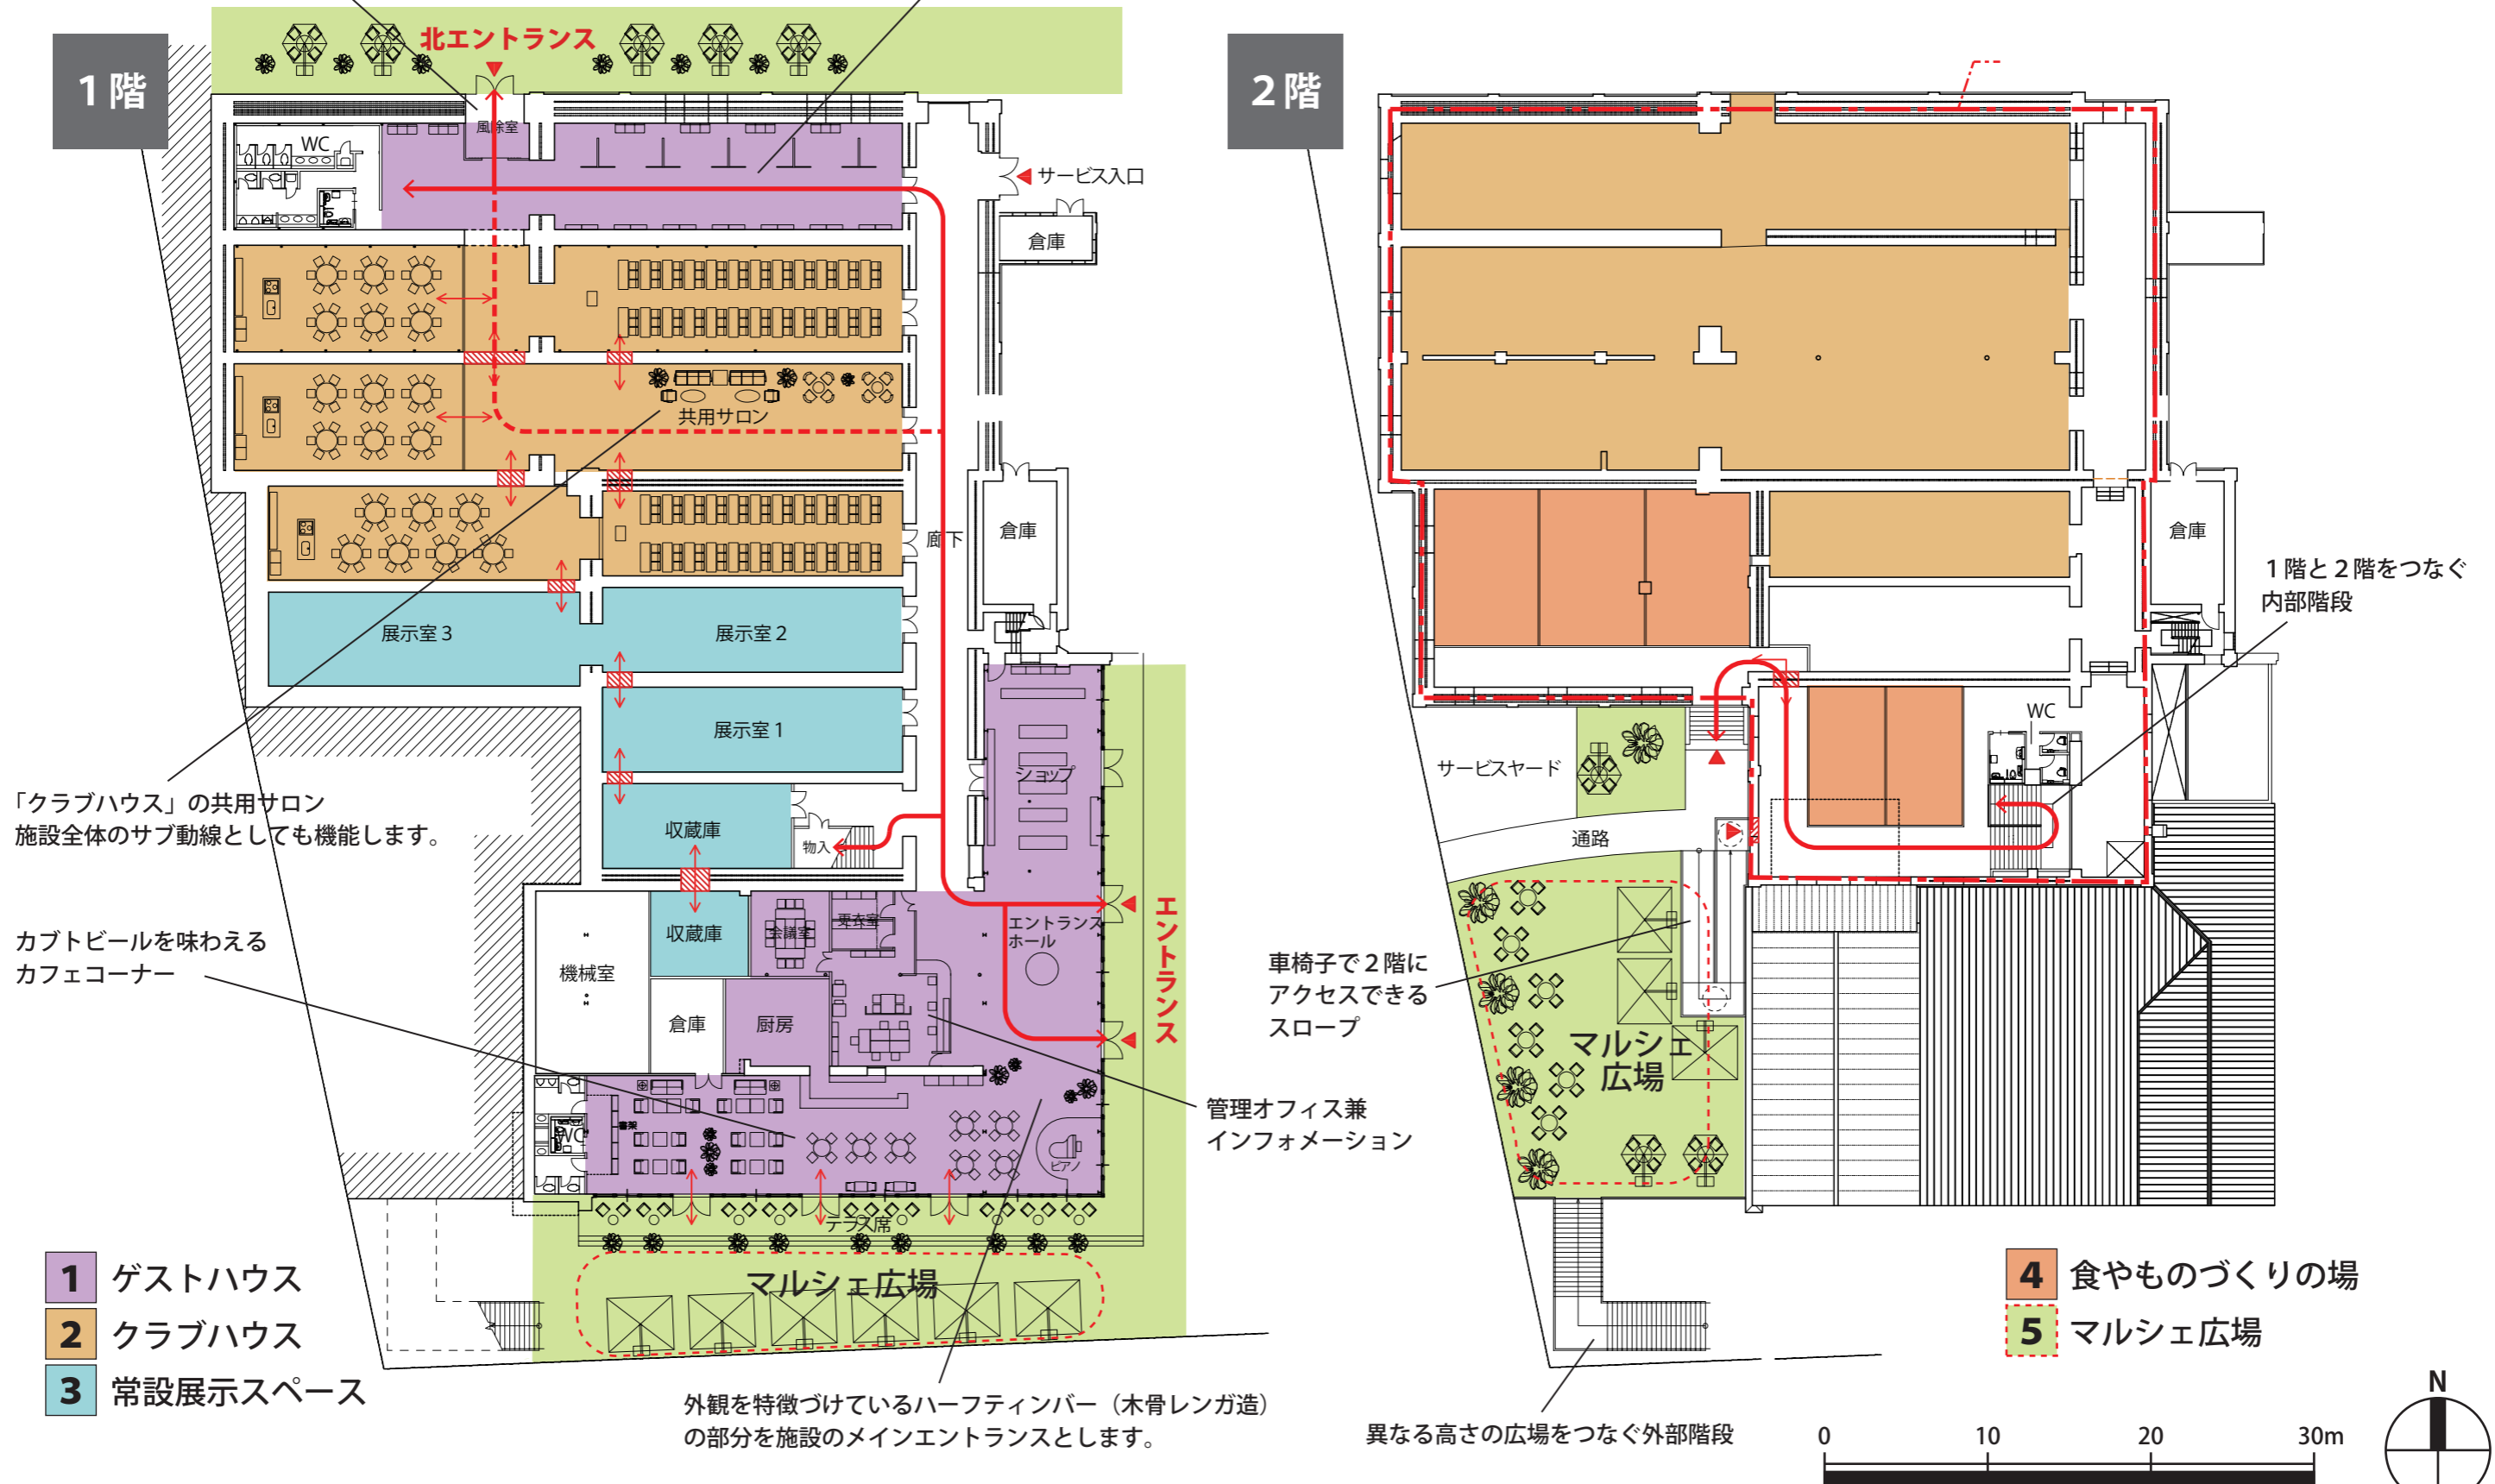 1階
北エントランス
風除室
WC
サービス入口
倉庫
共用サロン
廊下
倉庫
展示室3
展示室2
展示室1
ショップ
収蔵庫
物入
「クラブハウス」の共用サロン
施設全体のサブ動線としても機能します。
収蔵庫
会議室
更衣室
エントランス
ホール
エントランス
機械室
倉庫
厨房
カブトビールを味わえる
カフェコーナー
管理オフィス兼
インフォメーション
WC
書架
ピアノ
テラス席
マルシェ広場
1 ゲストハウス
2 クラブハウス
3 常設展示スペース
外観を特徴づけているハーフティンバー（木骨レンガ造）
の部分を施設のメインエントランスとします。
2階
倉庫
1階と2階をつなぐ
内部階段
WC
サービスヤード
通路
車椅子で2階に
アクセスできる
スロープ
マルシェ
広場
4 食やものづくりの場
5 マルシェ広場
異なる高さの広場をつなぐ外部階段
0 10 20 30m
N